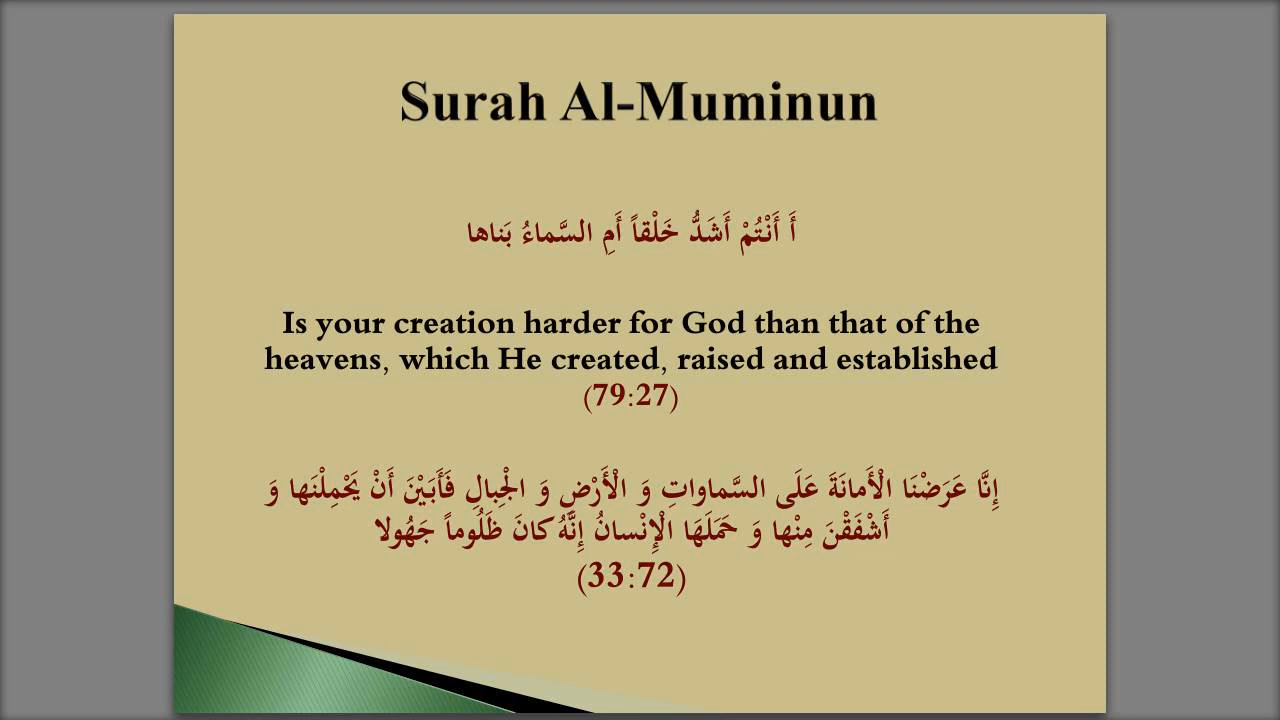 Surah Al-Muminun
أَ أَنْتُمْ أَشَدُّ خَلْقاً أَمِ السَّماءُ بَناها
Is your creation harder for God than that of the
heavens, which He created, raised and established
(79:27)
إِنَّا عَرَضْنَا الْأَمانَةَ عَلَى السَّماواتِ وَ الْأَرْضِ وَ الْجِبالِ فَأَبَيْنَ أَنْ يَحْمِلْنَها وَ
أَشْفَقْنَ مِنْها وَ حَمَلَهَا الْإِنْسانُ إِنَّهُ كانَ ظَلُوماً جَهُولا
(33:72)